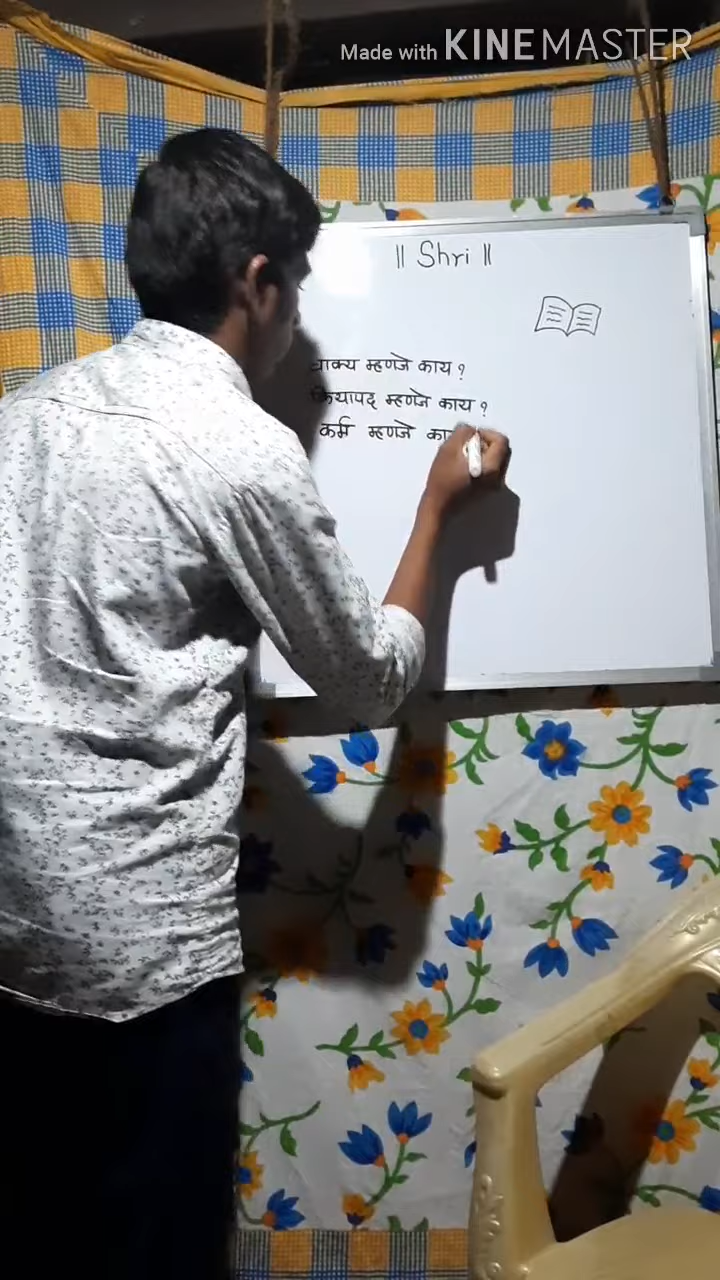 Made with KINEMASTER
|| Shri ||
वाक्य म्हणजे काय ?
क्रियापद म्हणजे काय ?
कर्म म्हणजे